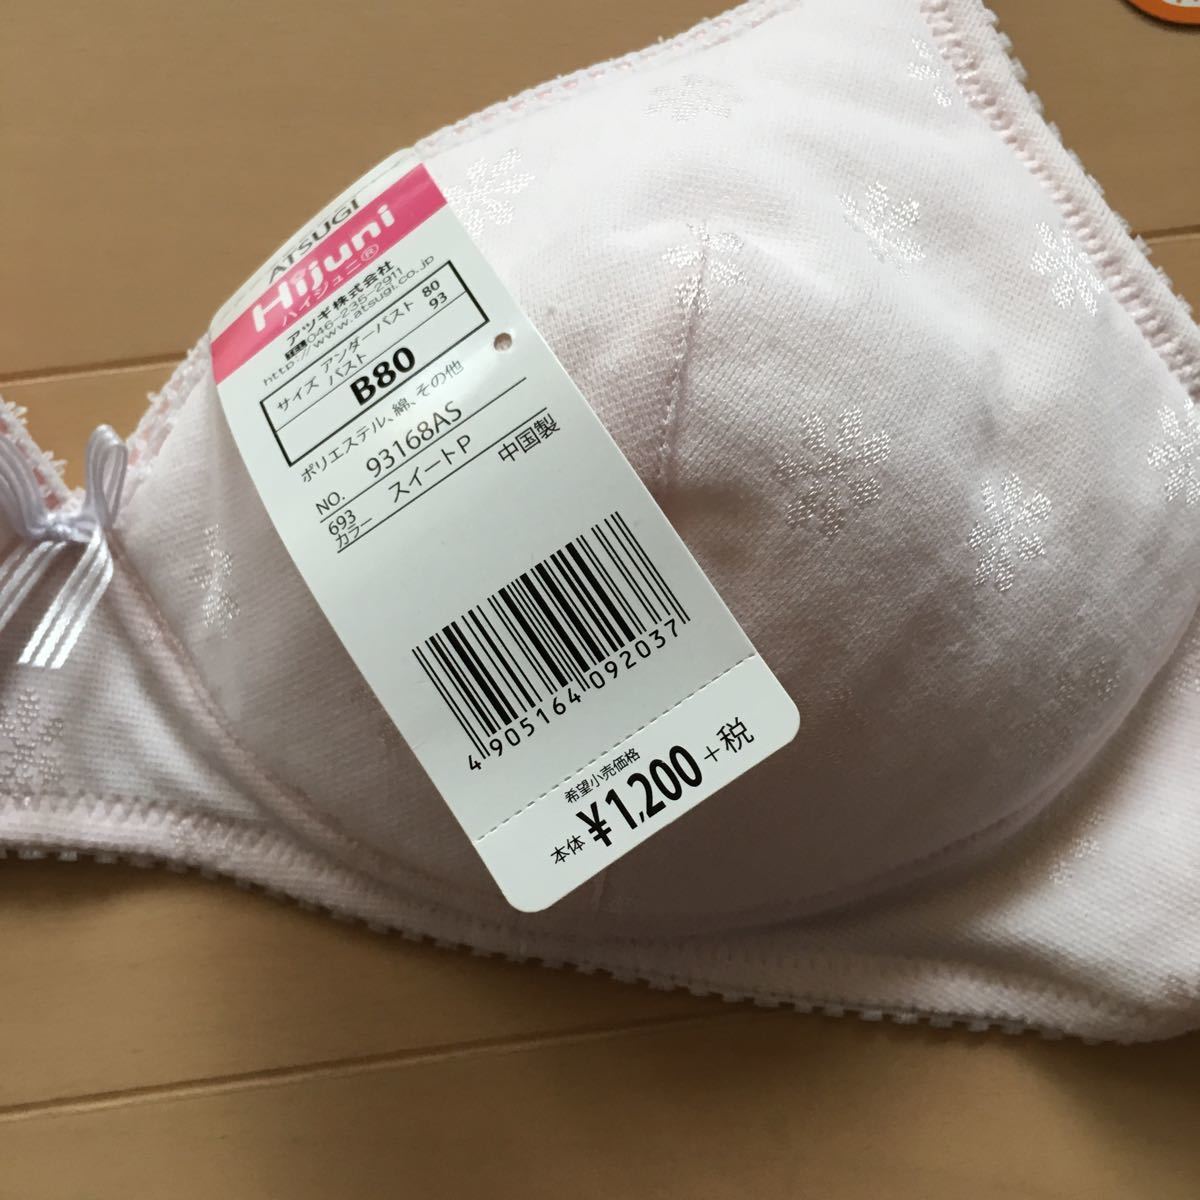 ATSUGI
Hijuni
ハイジュニ®
アツギ株式会社
046-235-2911
http://www.atsugi.co.jp
サイズ アンダーバスト 80
バスト 93
B80
ポリエステル、綿、その他
NO. 93168AS
693
カラー スイートP
中国製
4 905164 092037
希望小売価格
本体 ¥1,200 +税